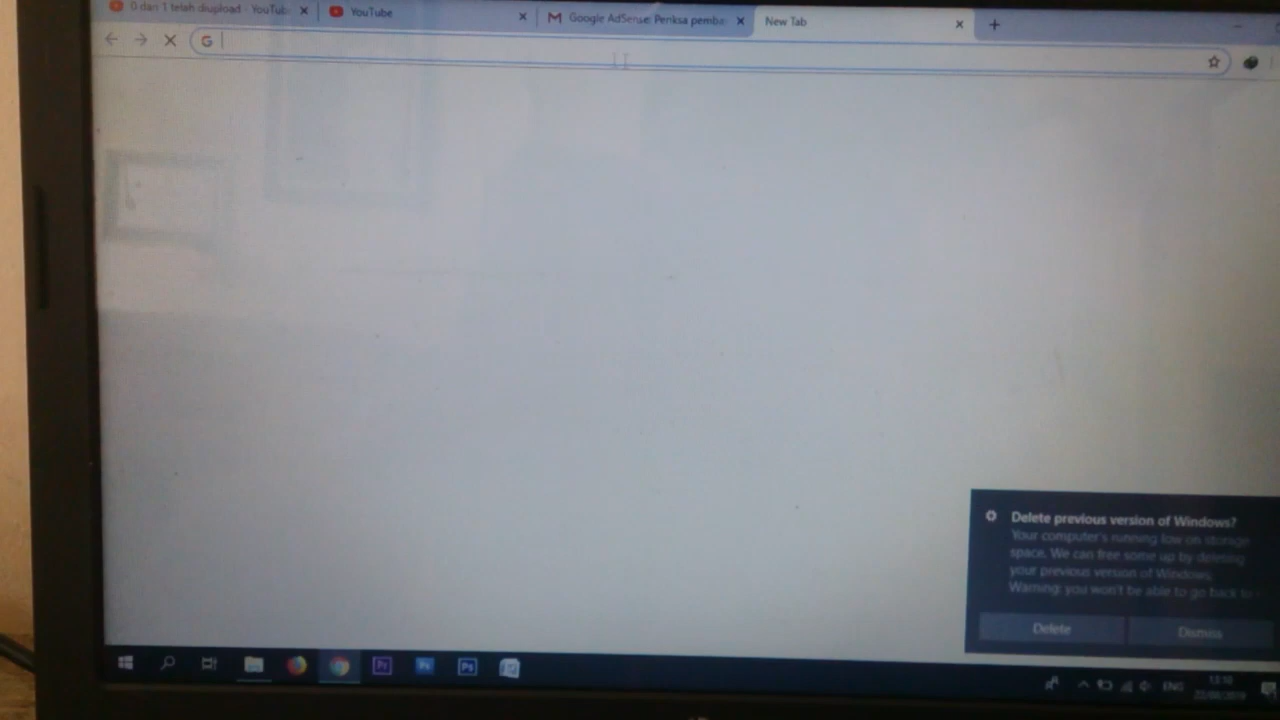 0 dari 1 telah diupload - YouTub
YouTube
Google AdSense: Periksa pemba
New Tab
Delete previous version of Windows?
Your computer's running low on storage
space. We can free some up by deleting
your previous version of Windows.
Warning: you won't be able to go back to
Delete
Dismiss
Pr
Ps
ENG